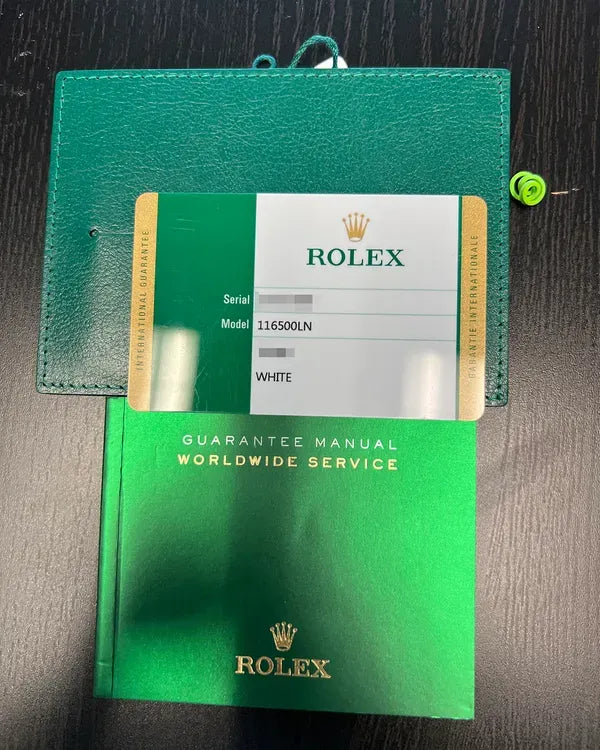 INTERNATIONAL GUARANTEE
ROLEX
Serial
Model 116500LN
WHITE
GARANTIE INTERNATIONALE
GUARANTEE MANUAL
WORLDWIDE SERVICE
ROLEX